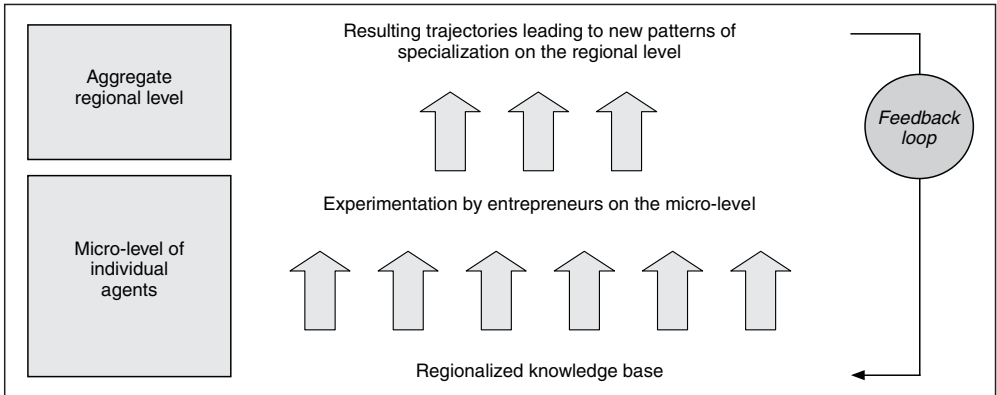 Aggregate
regional level
Resulting trajectories leading to new patterns of
specialization on the regional level
Feedback
loop
Experimentation by entrepreneurs on the micro-level
Micro-level of
individual
agents
Regionalized knowledge base